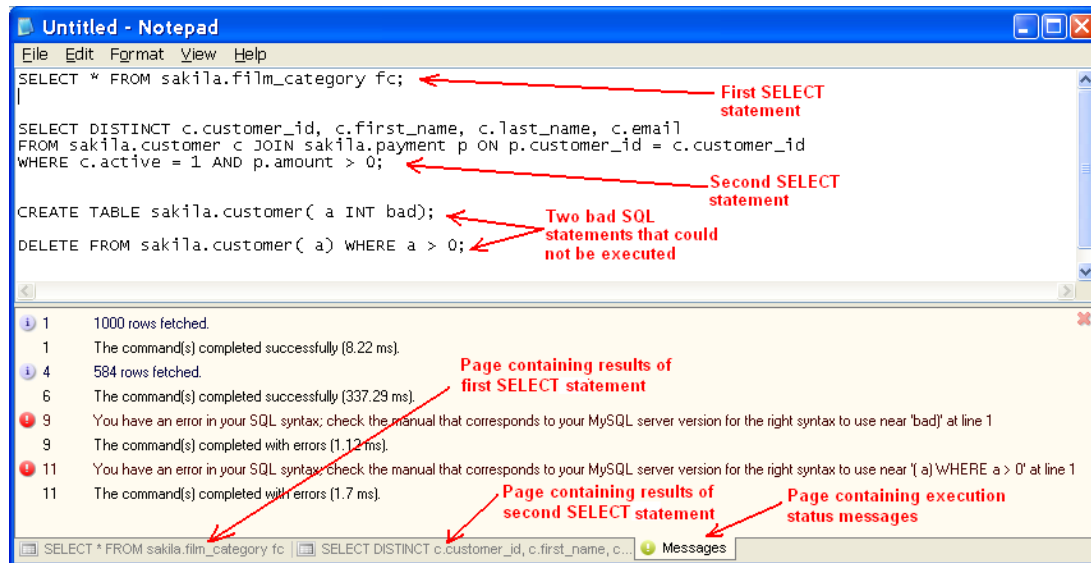 Untitled - Notepad
File Edit Format View Help
SELECT * FROM sakila.film_category fc;
First SELECT
statement
SELECT DISTINCT c.customer_id, c.first_name, c.last_name, c.email
FROM sakila.customer c JOIN sakila.payment p ON p.customer_id = c.customer_id
WHERE c.active = 1 AND p.amount > 0;
Second SELECT
statement
CREATE TABLE sakila.customer( a INT bad);
DELETE FROM sakila.customer( a) WHERE a > 0;
Two bad SQL
statements that could
not be executed
1 1000 rows fetched.
1 The command(s) completed successfully (8.22 ms).
4 584 rows fetched.
6 The command(s) completed successfully (337.29 ms).
9 You have an error in your SQL syntax; check the manual that corresponds to your MySQL server version for the right syntax to use near 'bad)' at line 1
9 The command(s) completed with errors (1.12 ms).
11 You have an error in your SQL syntax; check the manual that corresponds to your MySQL server version for the right syntax to use near '( a) WHERE a > 0' at line 1
11 The command(s) completed with errors (1.7 ms).
Page containing results of
first SELECT statement
Page containing results of
second SELECT statement
Page containing execution
status messages
SELECT * FROM sakila.film_category fc
SELECT DISTINCT c.customer_id, c.first_name, c...
Messages